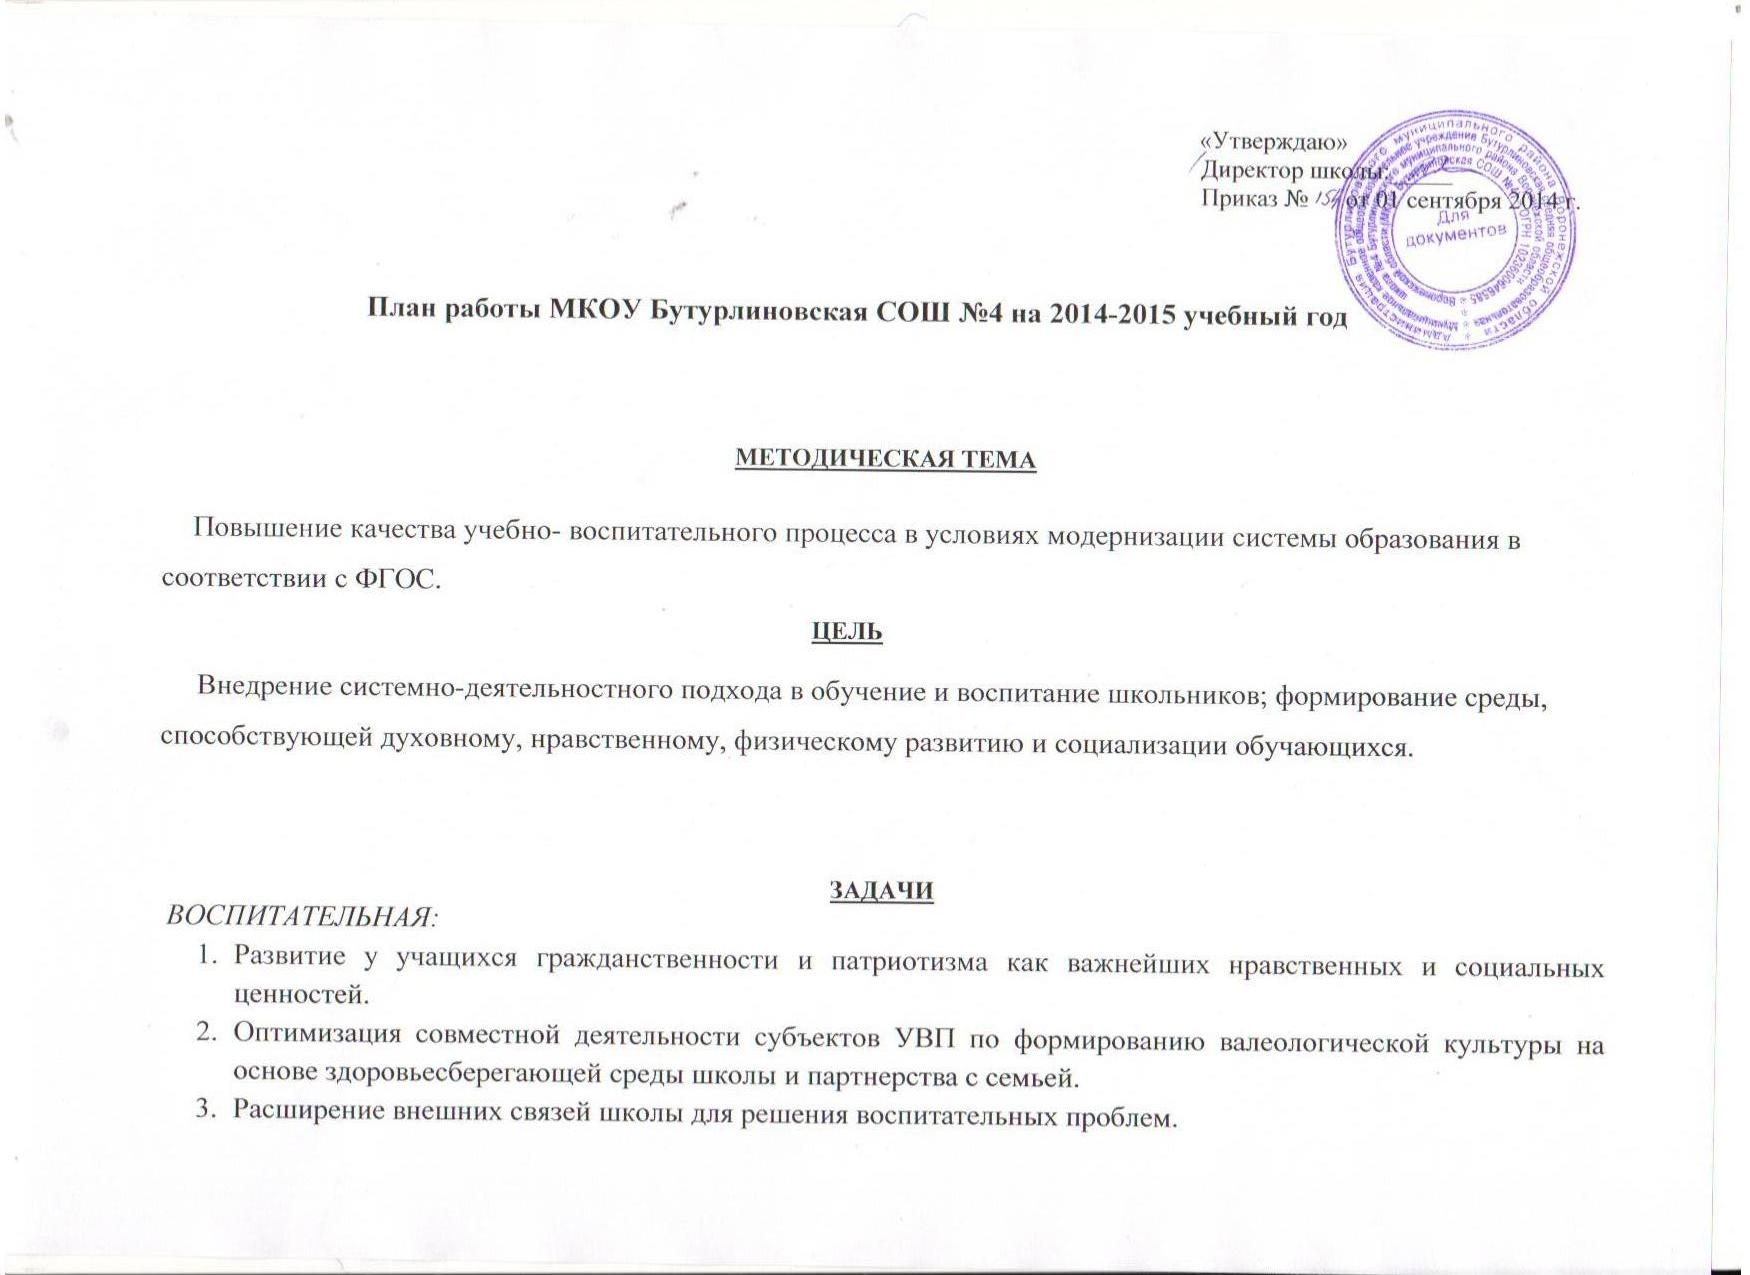 «Утверждаю»
Директор школы:
Приказ № от 01 сентября 2014 г.
Для
документов
План работы МКОУ Бутурлиновская СОШ №4 на 2014-2015 учебный год
МЕТОДИЧЕСКАЯ ТЕМА
Повышение качества учебно- воспитательного процесса в условиях модернизации системы образования в
соответствии с ФГОС.
ЦЕЛЬ
Внедрение системно-деятельностного подхода в обучение и воспитание школьников; формирование среды,
способствующей духовному, нравственному, физическому развитию и социализации обучающихся.
ЗАДАЧИ
ВОСПИТАТЕЛЬНАЯ:
1. Развитие у учащихся гражданственности и патриотизма как важнейших нравственных и социальных
ценностей.
2. Оптимизация совместной деятельности субъектов УВП по формированию валеологической культуры на
основе здоровьесберегающей среды школы и партнерства с семьей.
3. Расширение внешних связей школы для решения воспитательных проблем.